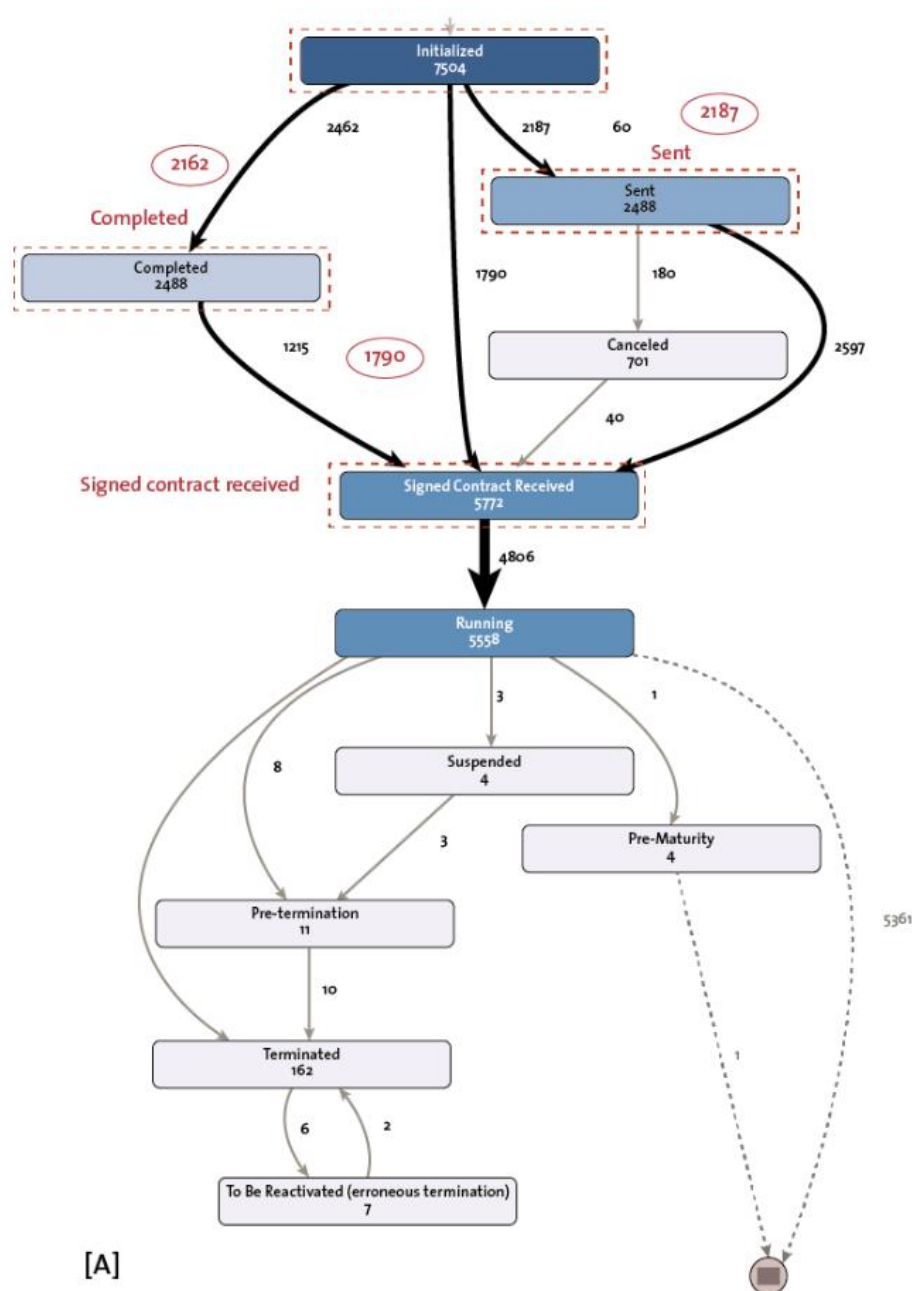 Initialized
7504
2462
2187
60
2187
2162
Sent
Sent
2488
Completed
Completed
2488
1790
180
1215
1790
Canceled
701
2597
40
Signed contract received
Signed Contract Received
5772
4806
Running
5558
3
1
8
Suspended
4
3
Pre-Maturity
4
Pre-termination
11
5361
10
Terminated
162
1
6
2
To Be Reactivated (erroneous termination)
7
[A]